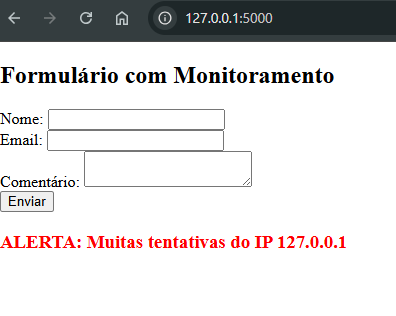 127.0.0.1:5000
Formulário com Monitoramento
Nome:
Email:
Comentário:
Enviar
ALERTA: Muitas tentativas do IP 127.0.0.1